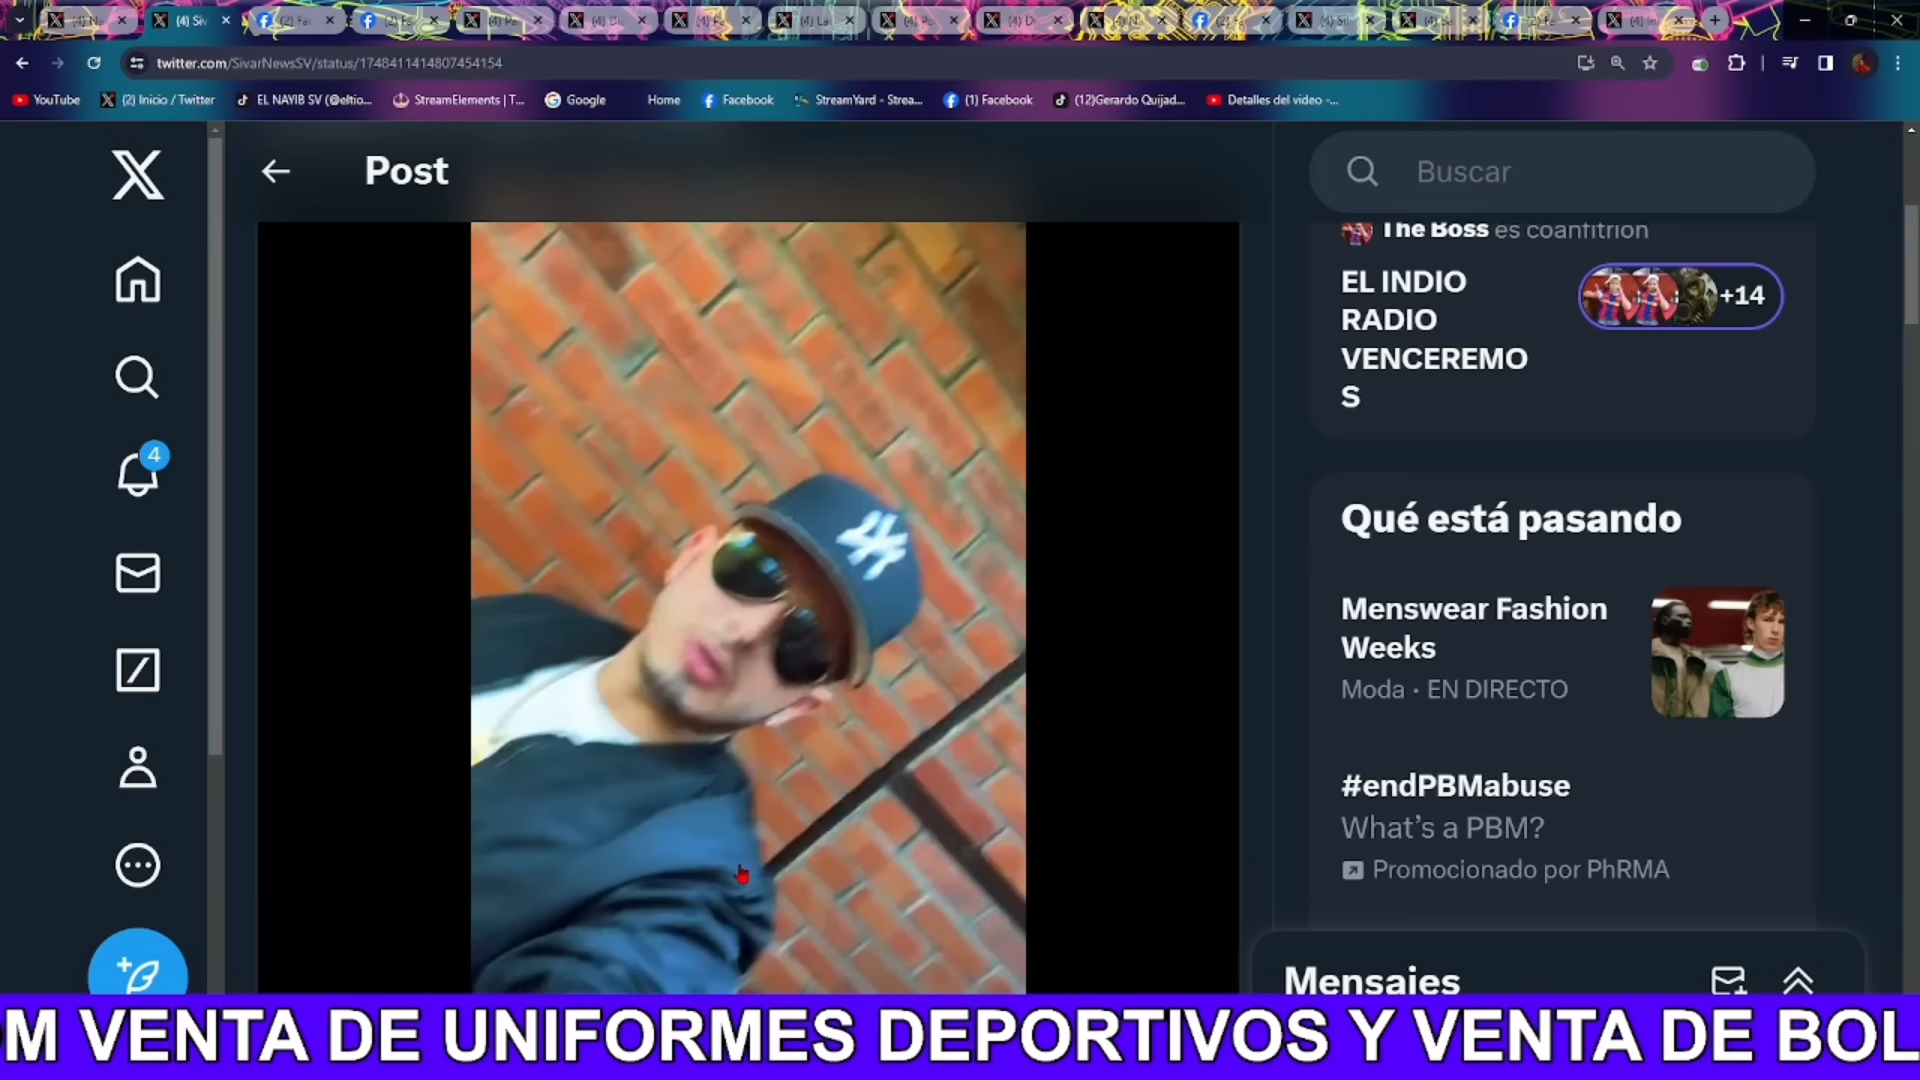 twitter.com/SivarNewsSV/status/1748411414807454154
YouTube
(2) Inicio / Twitter
EL NAYIB SV (@eltio...
StreamElements | T...
Google
Home
Facebook
StreamYard - Strea...
(1) Facebook
(12)Gerardo Quijad...
Detalles del video -...
Post
Buscar
The Boss es coanfitrión
EL INDIO
RADIO
VENCEREMO
S
+14
4
Qué está pasando
Menswear Fashion
Weeks
Moda · EN DIRECTO
#endPBMabuse
What's a PBM?
Promocionado por PhRMA
Mensajes
NY
OM VENTA DE UNIFORMES DEPORTIVOS Y VENTA DE BOL